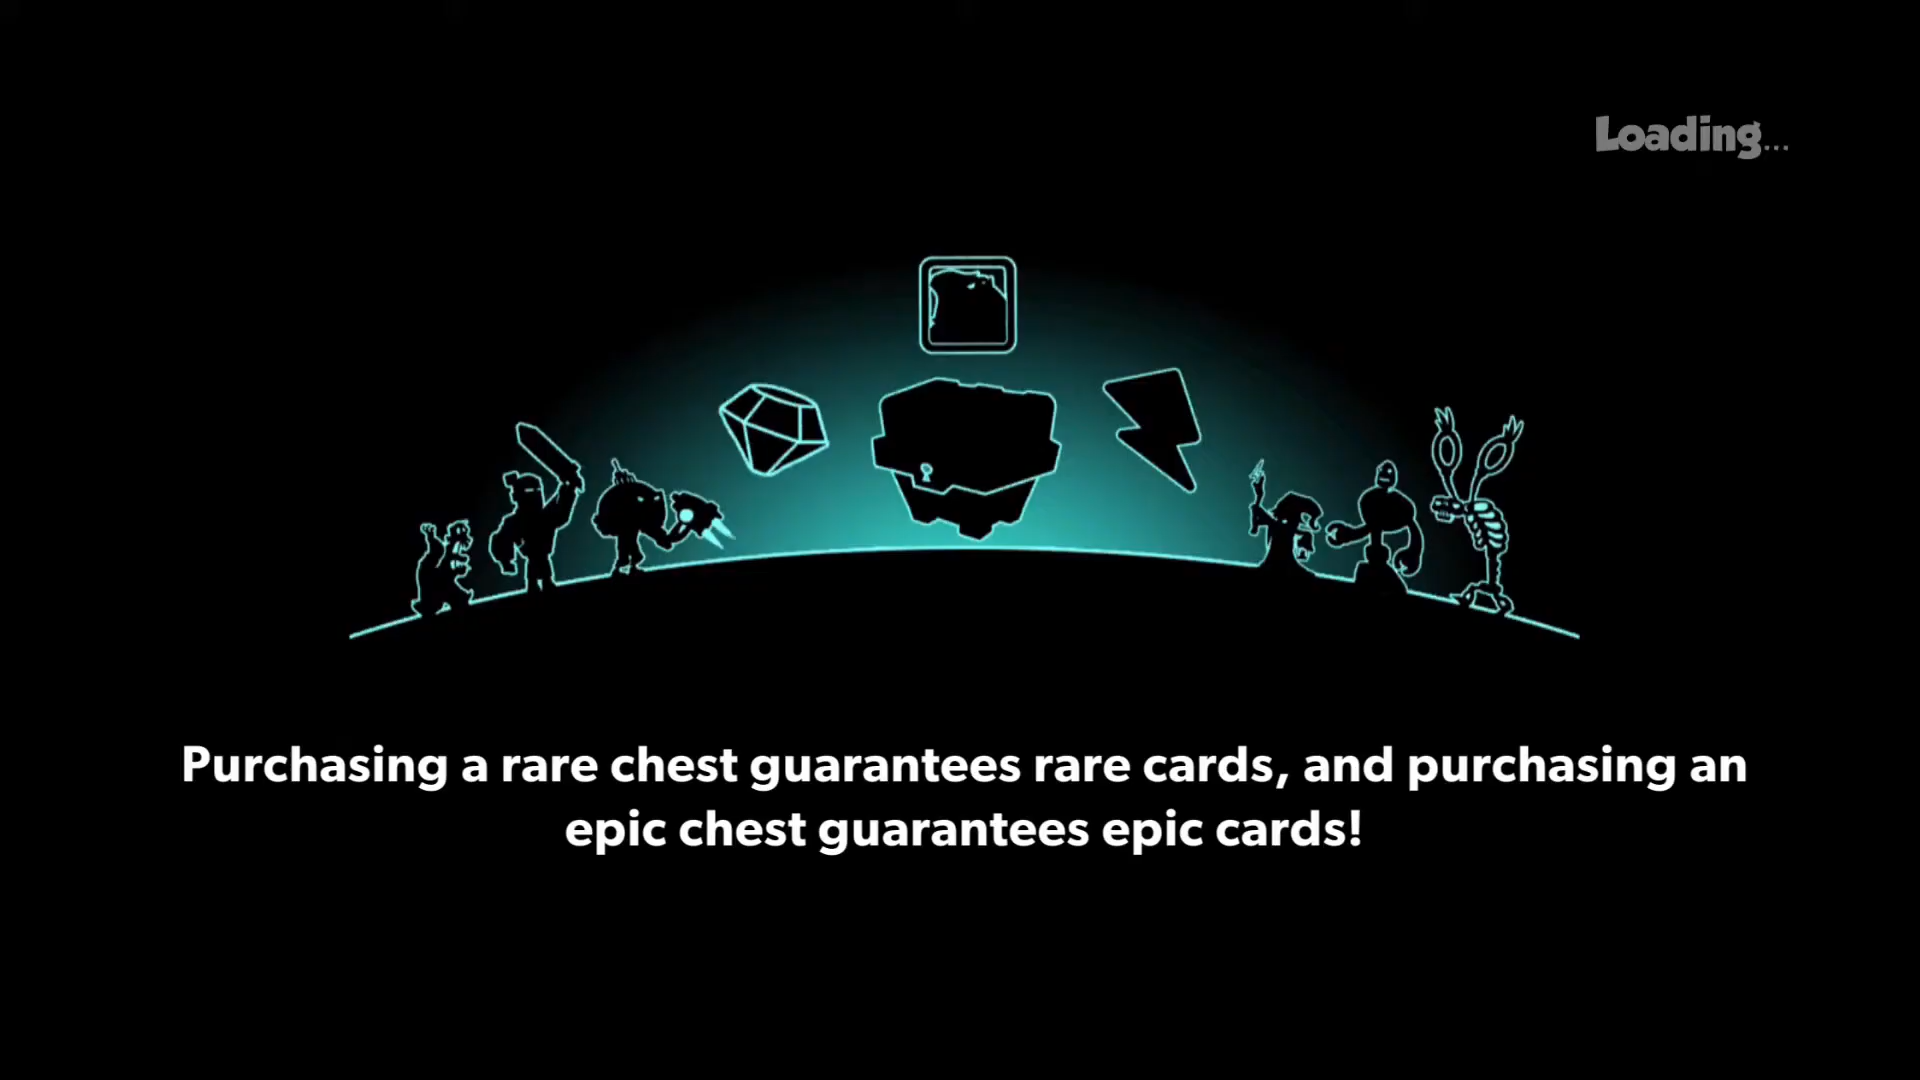 Loading...
Purchasing a rare chest guarantees rare cards, and purchasing an
epic chest guarantees epic cards!